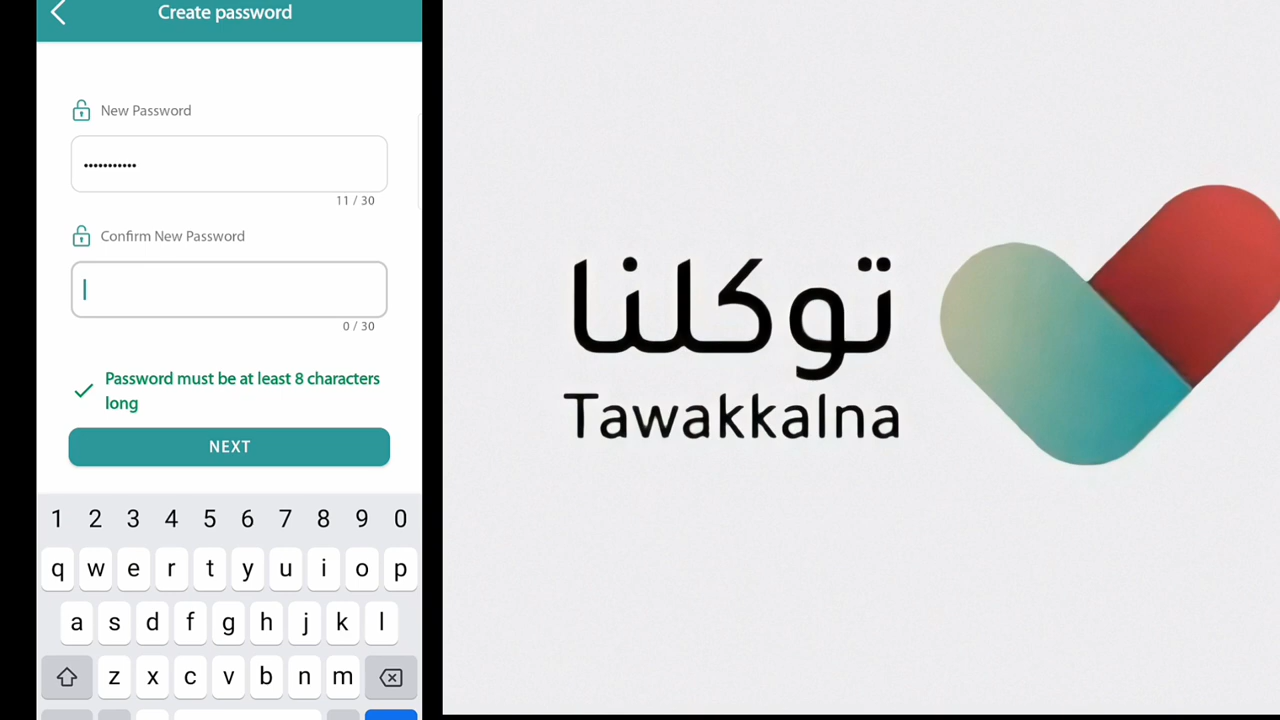 Create password
New Password
•••••••••••
11 / 30
Confirm New Password
0 / 30
Password must be at least 8 characters
long
NEXT
1 2 3 4 5 6 7 8 9 0
q w e r t y u i o p
a s d f g h j k l
z x c v b n m
توكلنا
Tawakkalna